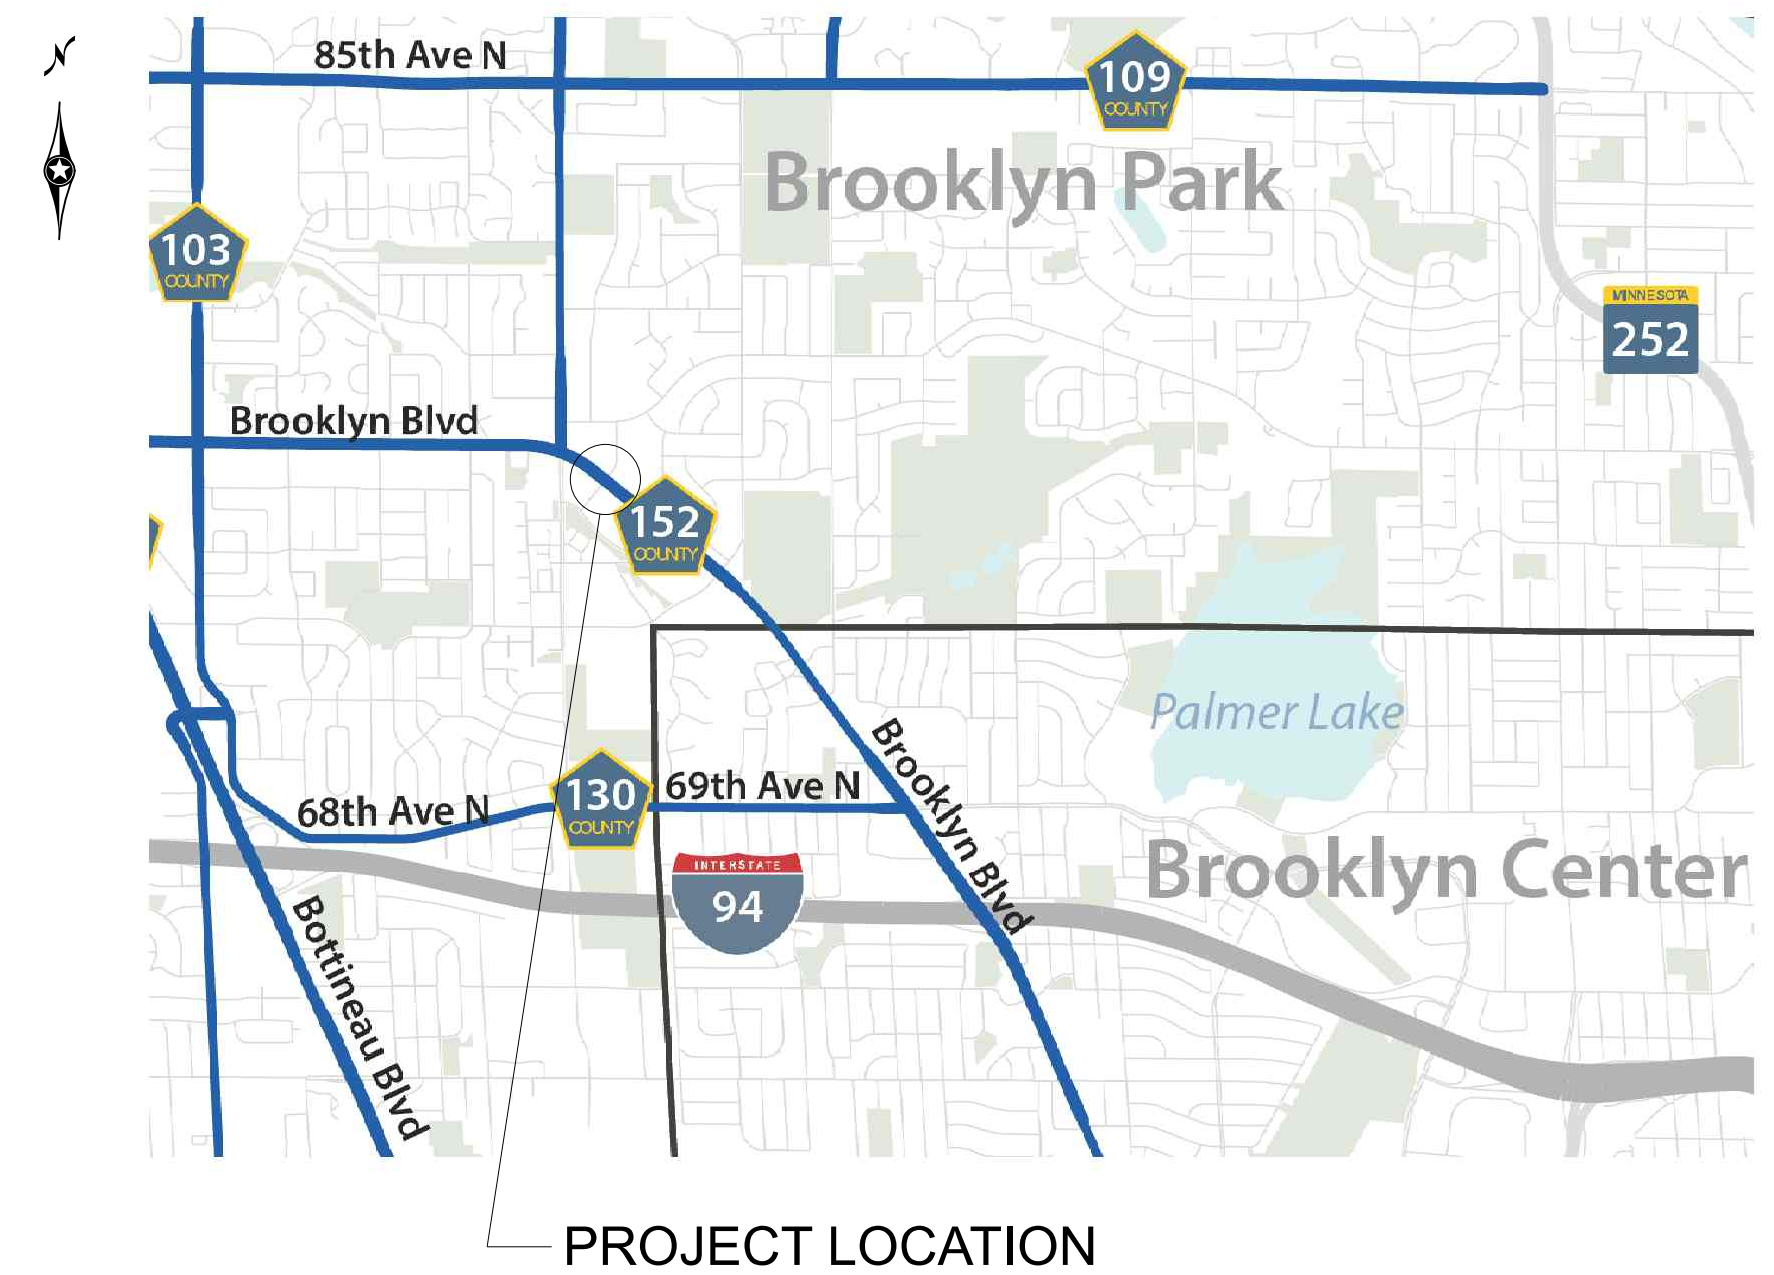 N
85th Ave N
109
COUNTY
Brooklyn Park
103
COUNTY
MINNESOTA
252
Brooklyn Blvd
152
COUNTY
Palmer Lake
Brooklyn Blvd
130
COUNTY
69th Ave N
68th Ave N
Brooklyn Center
INTERSTATE
94
Bottineau Blvd
PROJECT LOCATION